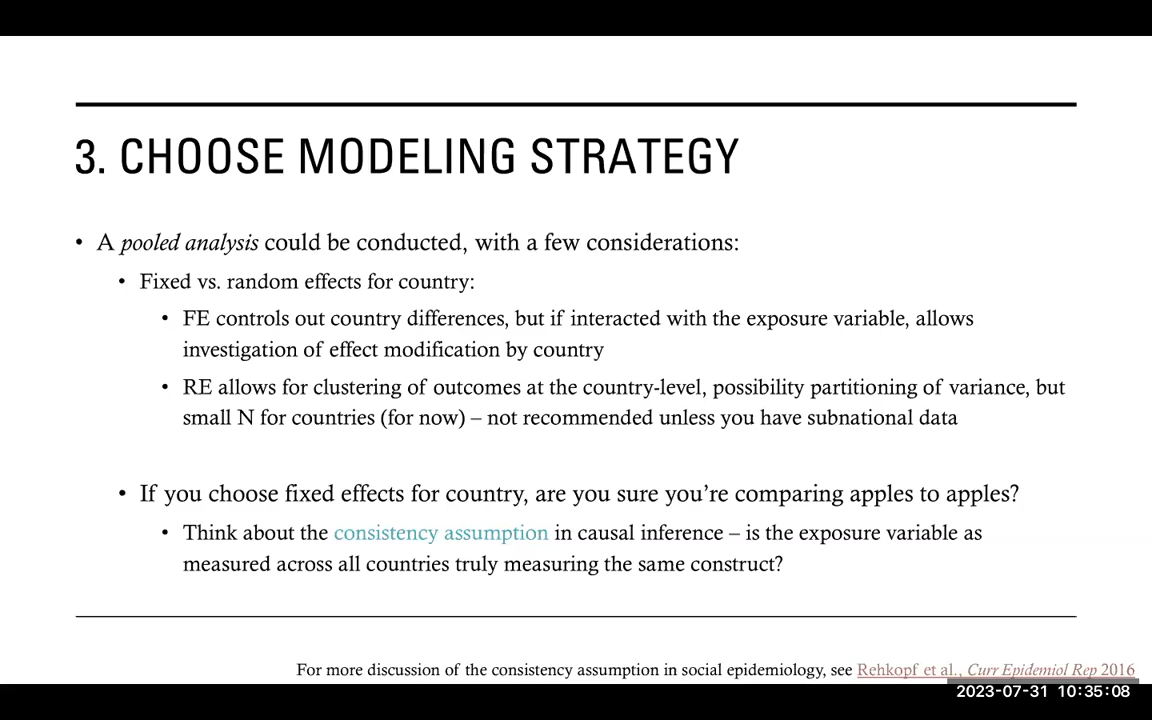 3. CHOOSE MODELING STRATEGY
• A pooled analysis could be conducted, with a few considerations:
• Fixed vs. random effects for country:
• FE controls out country differences, but if interacted with the exposure variable, allows
investigation of effect modification by country
• RE allows for clustering of outcomes at the country-level, possibility partitioning of variance, but
small N for countries (for now) – not recommended unless you have subnational data
• If you choose fixed effects for country, are you sure you’re comparing apples to apples?
• Think about the consistency assumption in causal inference – is the exposure variable as
measured across all countries truly measuring the same construct?
For more discussion of the consistency assumption in social epidemiology, see Rehkopf et al., Curr Epidemiol Rep 2016
2023-07-31 10:35:08